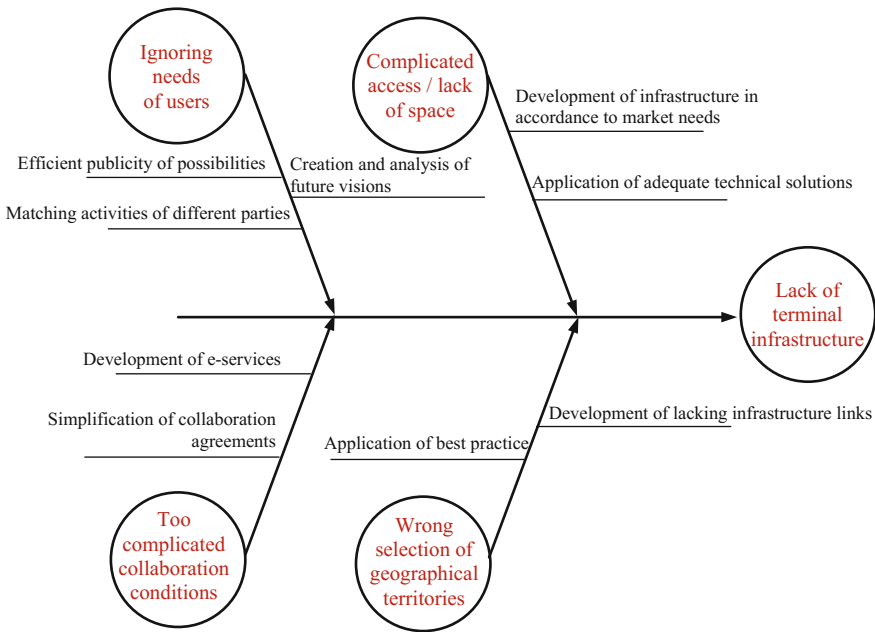 Ignoring
needs
of users
Complicated
access / lack
of space
Development of infrastructure in
accordance to market needs
Efficient publicity of possibilities
Creation and analysis of
future visions
Application of adequate technical solutions
Matching activities of different parties
Lack of
terminal
infrastructure
Development of e-services
Simplification of collaboration
agreements
Development of lacking infrastructure links
Application of best practice
Too
complicated
collaboration
conditions
Wrong
selection of
geographical
territories